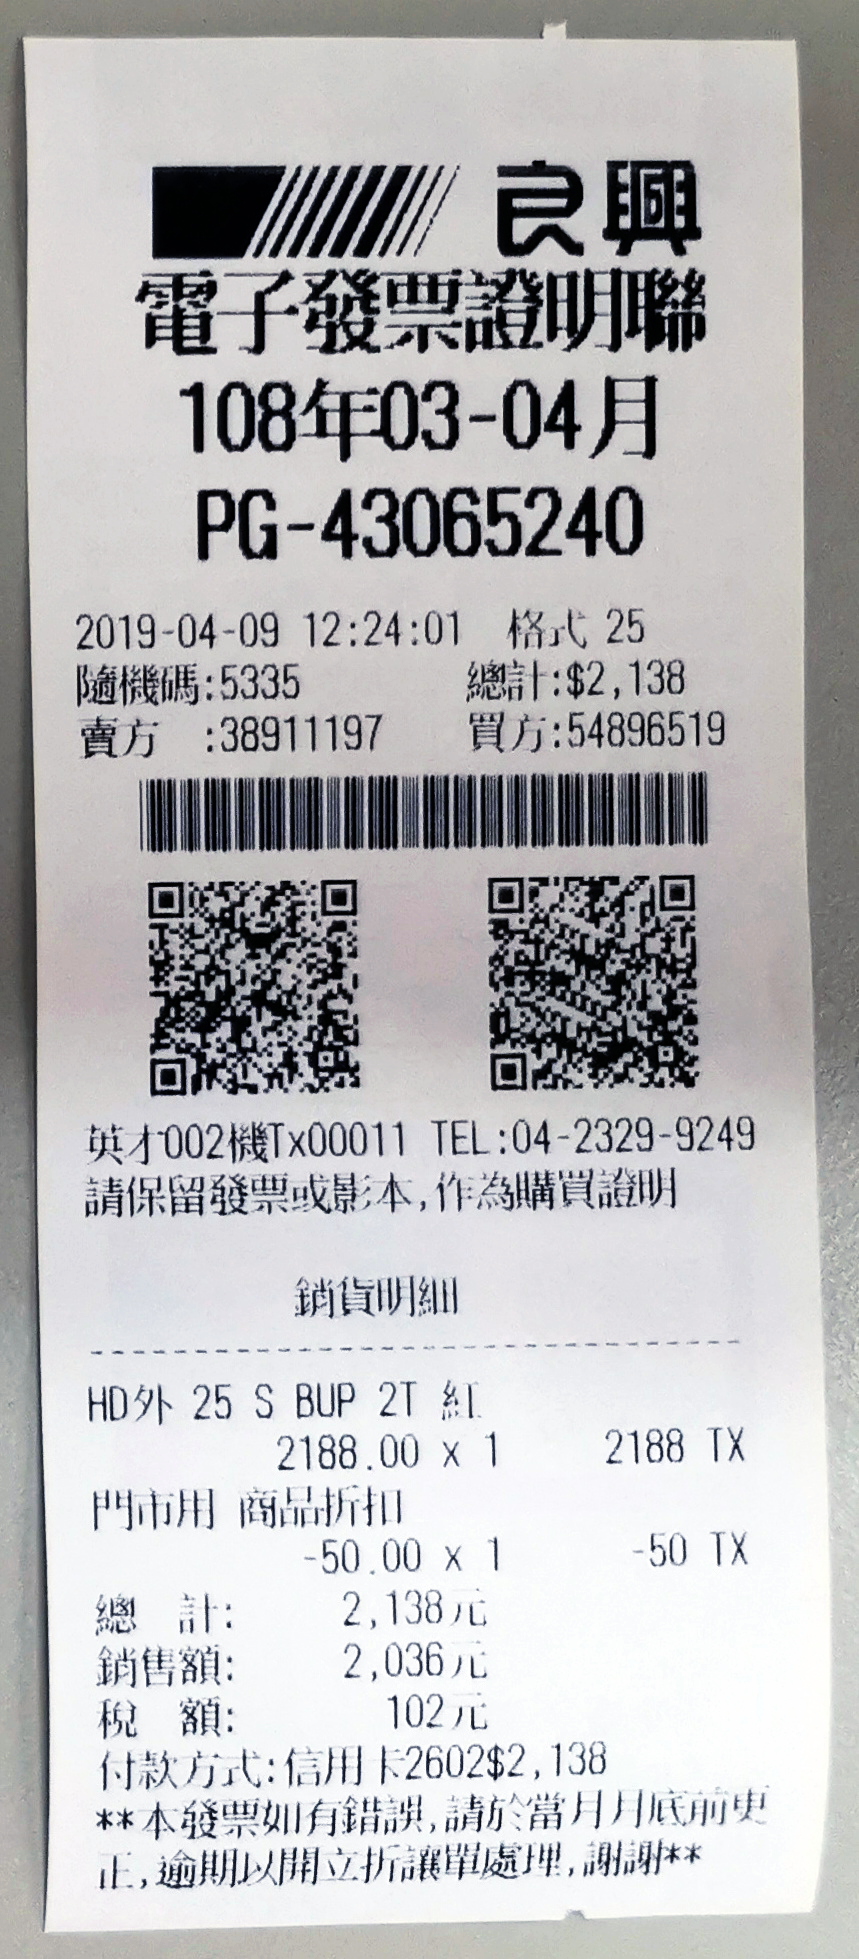 良興
電子發票證明聯
108年03-04月
PG-43065240
2019-04-09 12:24:01 格式 25
隨機碼:5335 總計:$2,138
賣方 :38911197 買方:54896519
英才002機Tx00011 TEL:04-2329-9249
請保留發票或影本,作為購買證明
銷貨明細
HD外 25 S BUP 2T 紅
2188.00 x 1 2188 TX
門市用 商品折扣
-50.00 x 1 -50 TX
總 計: 2,138元
銷售額: 2,036元
稅 額: 102元
付款方式:信用卡2602$2,138
**本發票如有錯誤,請於當月月底前更
正,逾期以開立折讓單處理,謝謝**